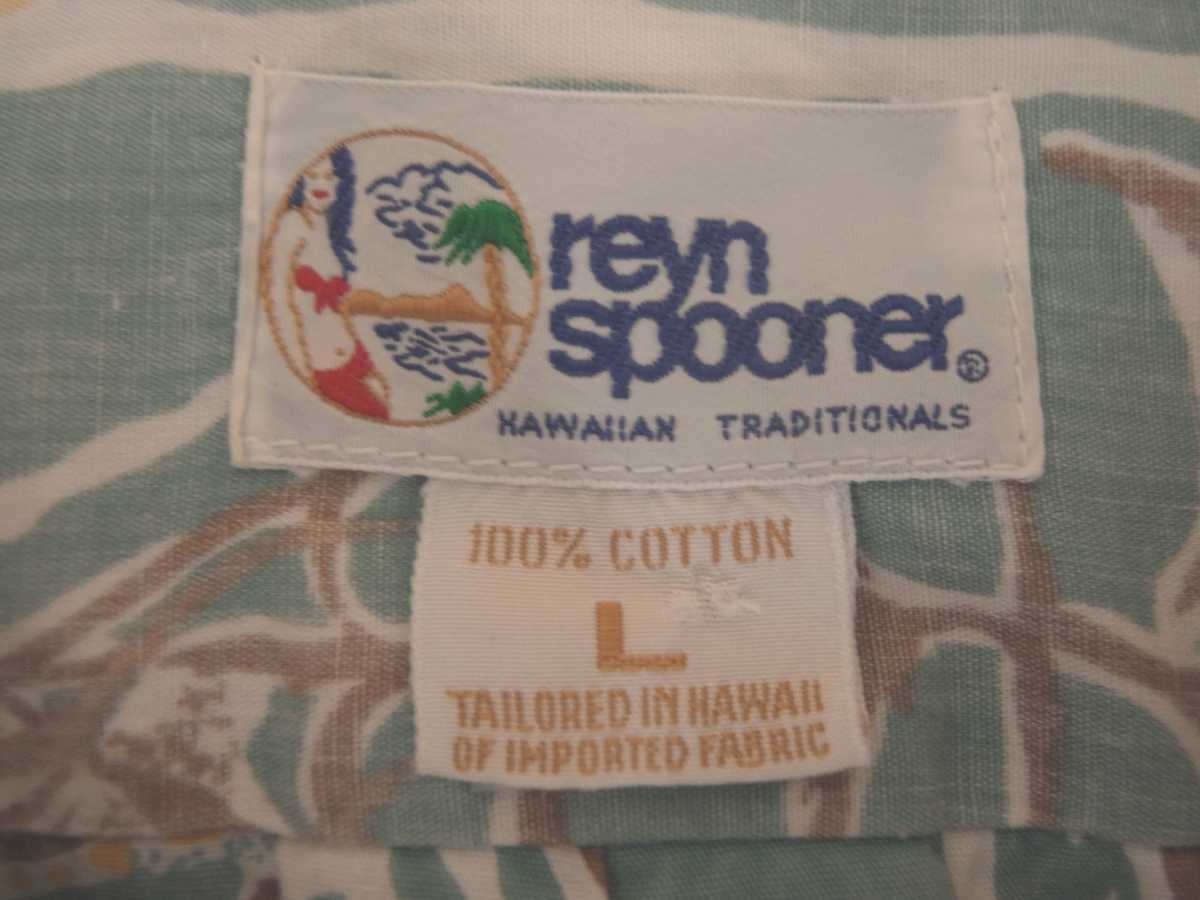 reyn
spooner®
HAWAIIAN TRADITIONALS
100% COTTON
L
TAILORED IN HAWAII
OF IMPORTED FABRIC